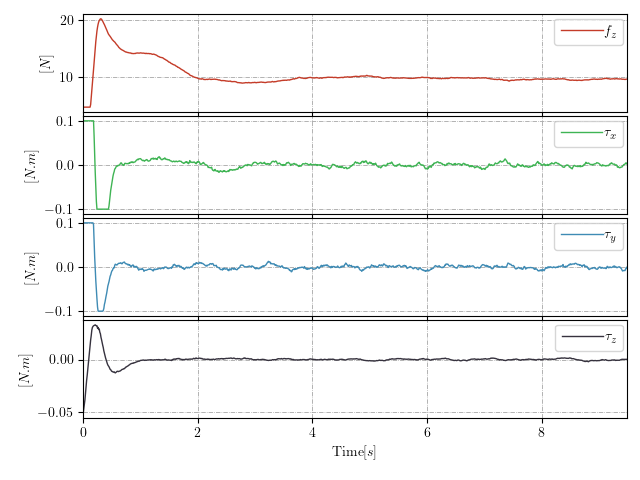 20
10
[N]
f_z
0.1
0.0
−0.1
[N.m]
τ_x
0.1
0.0
−0.1
[N.m]
τ_y
0.00
−0.05
[N.m]
τ_z
0 2 4 6 8
Time[s]